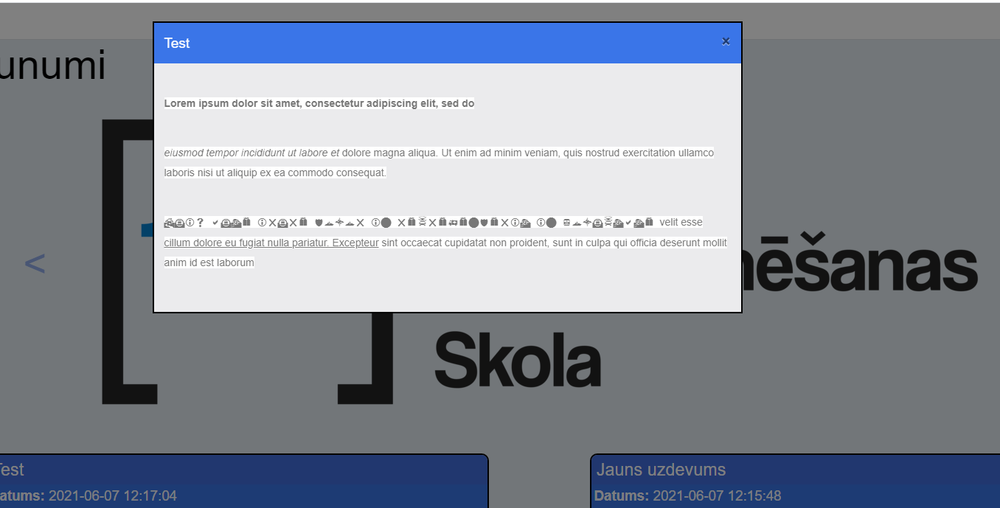 Test ×
unumi
Lorem ipsum dolor sit amet, consectetur adipiscing elit, sed do
eiusmod tempor incididunt ut labore et dolore magna aliqua. Ut enim ad minim veniam, quis nostrud exercitation ullamco
laboris nisi ut aliquip ex ea commodo consequat.
velit esse
cillum dolore eu fugiat nulla pariatur. Excepteur sint occaecat cupidatat non proident, sunt in culpa qui officia deserunt mollit
anim id est laborum
<
ēšanas
Skola
Test
Jauns uzdevums
atums: 2021-06-07 12:17:04
Datums: 2021-06-07 12:15:48